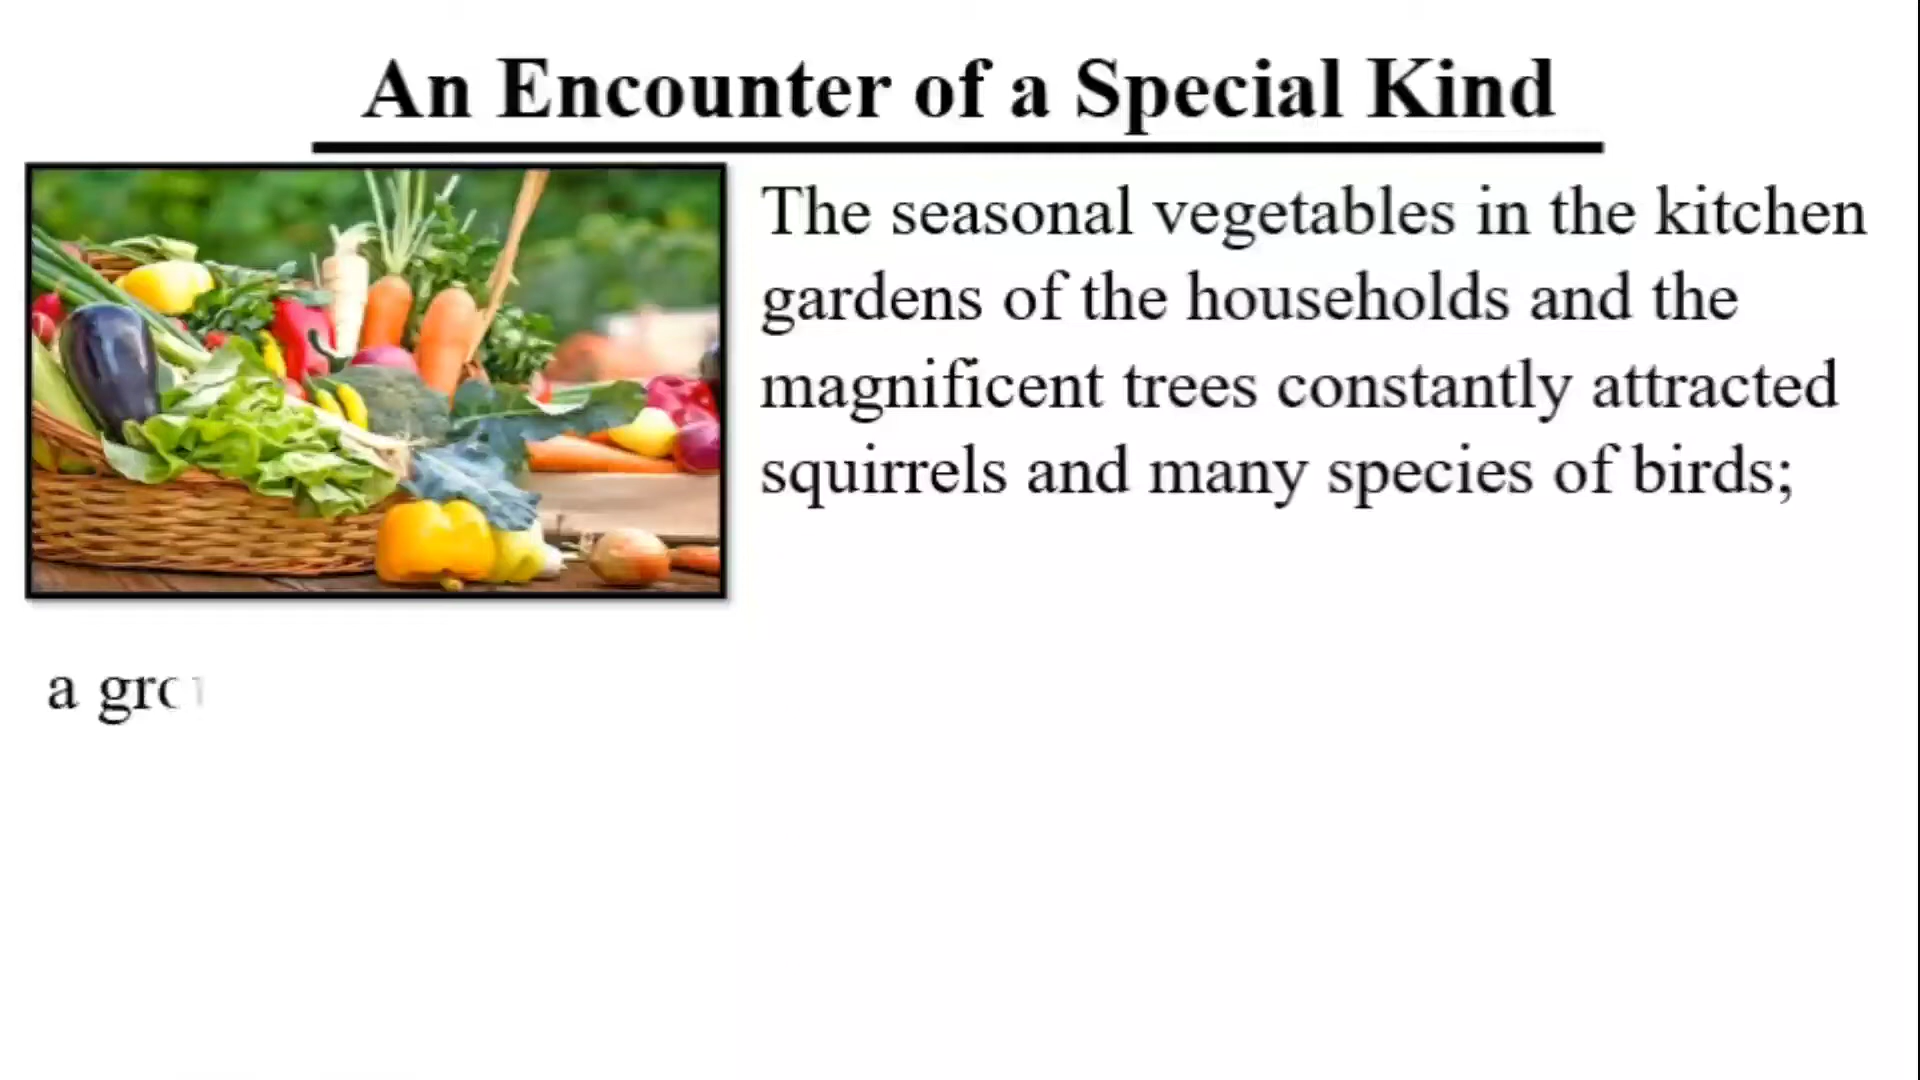 An Encounter of a Special Kind
The seasonal vegetables in the kitchen
gardens of the households and the
magnificent trees constantly attracted
squirrels and many species of birds;
a